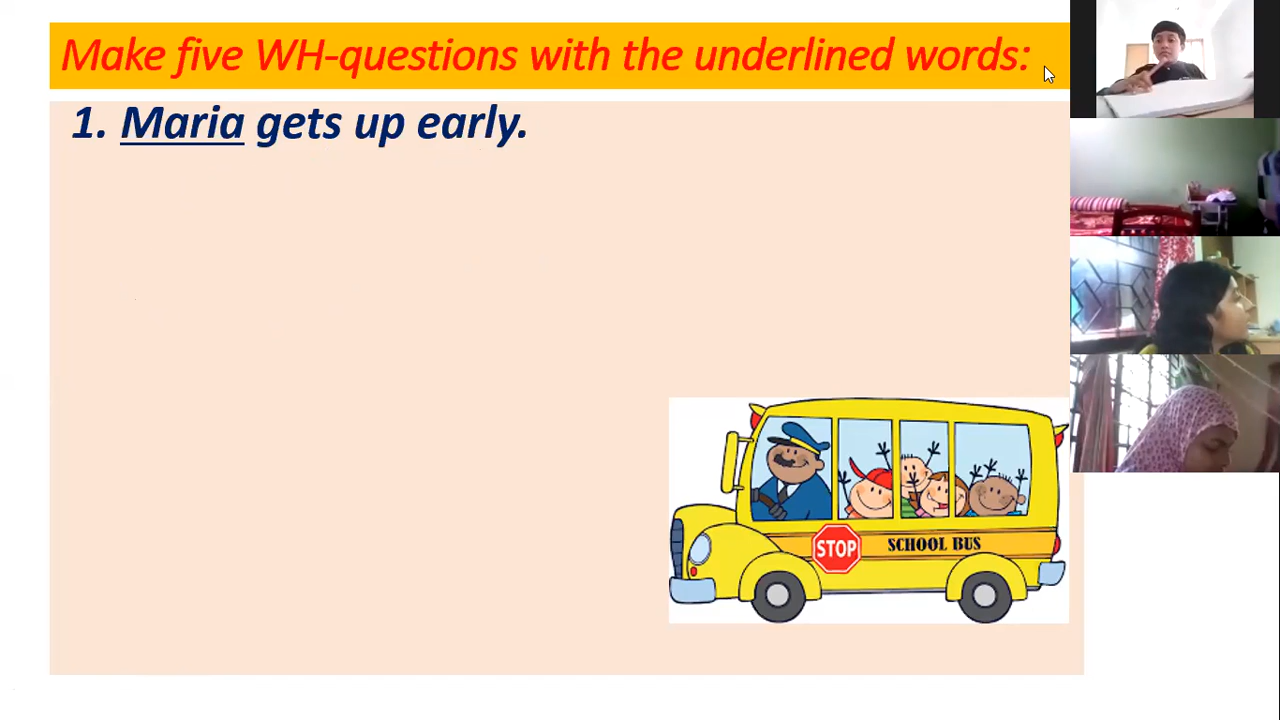 Make five WH-questions with the underlined words:
1. Maria gets up early.
STOP
SCHOOL BUS